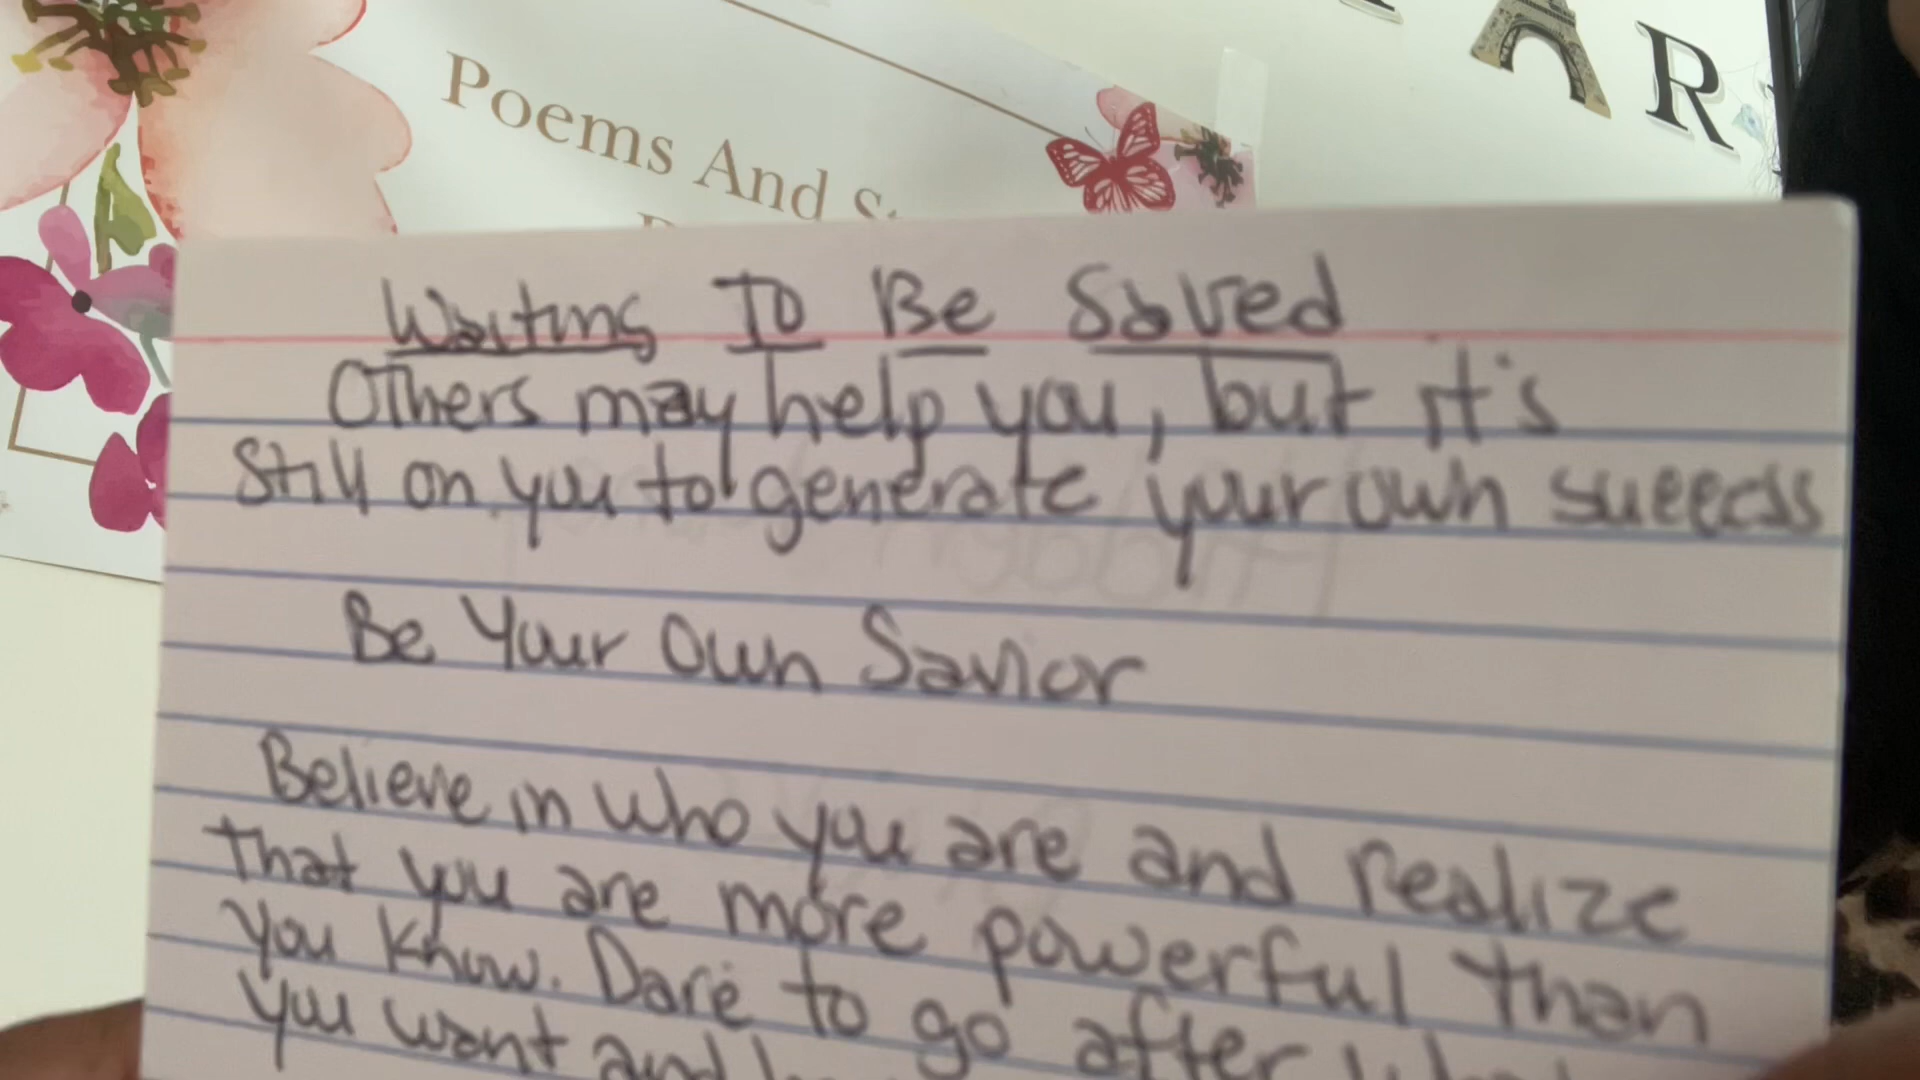 Poems And
AR
Waiting To Be Saved
Others may help you, but it's
Still on you to generate your own success
Be Your Own Savior
Believe in who you are and realize
That you are more powerful than
you know. Dare to go after
you want and